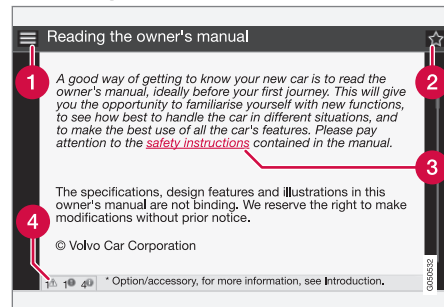 Reading the owner's manual
1
2
A good way of getting to know your new car is to read the
owner's manual, ideally before your first journey. This will give
you the opportunity to familiarise yourself with new functions,
to see how best to handle the car in different situations, and
to make the best use of all the car's features. Please pay
attention to the safety instructions contained in the manual.
3
The specifications, design features and illustrations in this
owner's manual are not binding. We reserve the right to make
modifications without prior notice.
4
© Volvo Car Corporation
1 1 4 * Option/accessory, for more information, see Introduction.
G050532